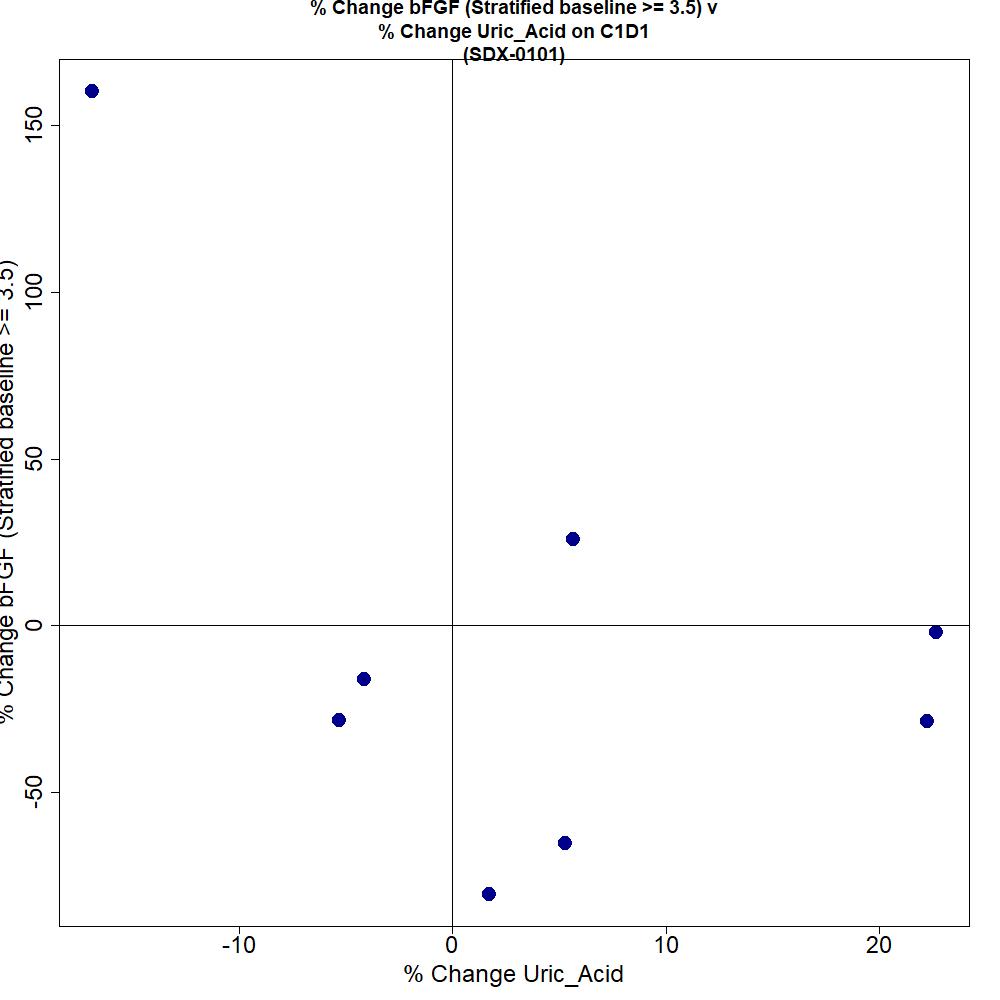 % Change bFGF (Stratified baseline >= 3.5) v
% Change Uric_Acid on C1D1
(SDX-0101)
% Change bFGF (Stratified baseline >= 3.5)
150
100
50
0
-50
-10
0
10
20
% Change Uric_Acid